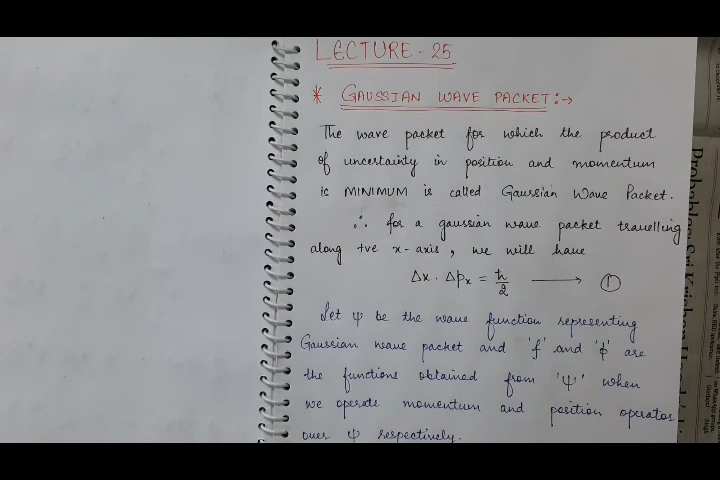 LECTURE - 25
* GAUSSIAN WAVE PACKET :→
The wave packet for which the product
of uncertainty in position and momentum
is MINIMUM is called Gaussian Wave Packet.
∴ for a gaussian wave packet travelling
along +ve x-axis, we will have
Δx · Δpₓ = ħ/2 ——→ ①
Let ψ be the wave function representing
Gaussian wave packet and 'f' and 'ϕ' are
the functions obtained from 'ψ' when
we operate momentum and position operator
over ψ respectively.